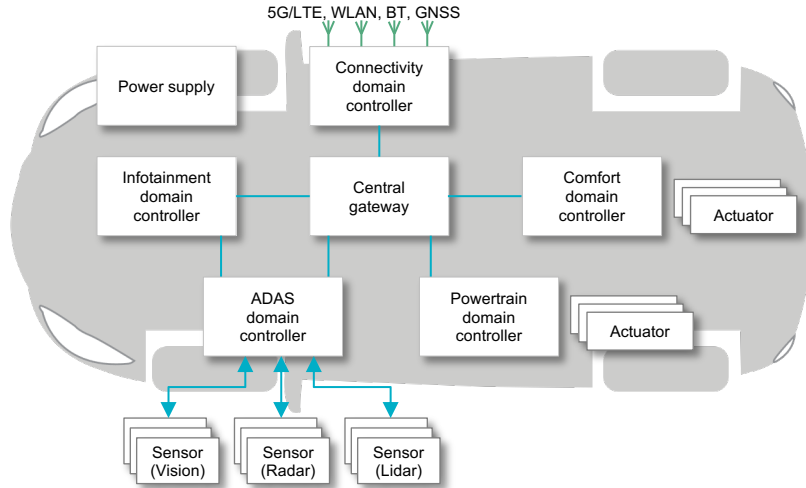 5G/LTE, WLAN, BT, GNSS
Power supply
Connectivity
domain
controller
Infotainment
domain
controller
Central
gateway
Comfort
domain
controller
Actuator
ADAS
domain
controller
Powertrain
domain
controller
Actuator
Sensor
(Vision)
Sensor
(Radar)
Sensor
(Lidar)